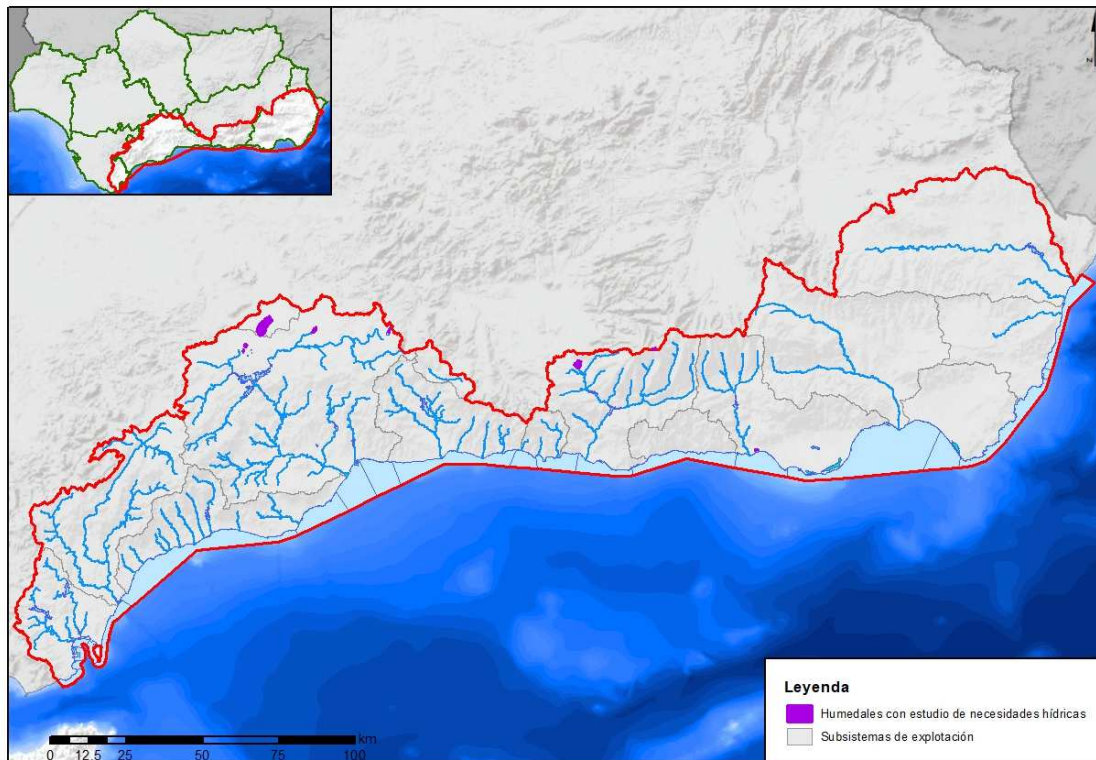 N
Leyenda
Humedales con estudio de necesidades hídricas
Subsistemas de explotación
km
0 12.5 25 50 75 100